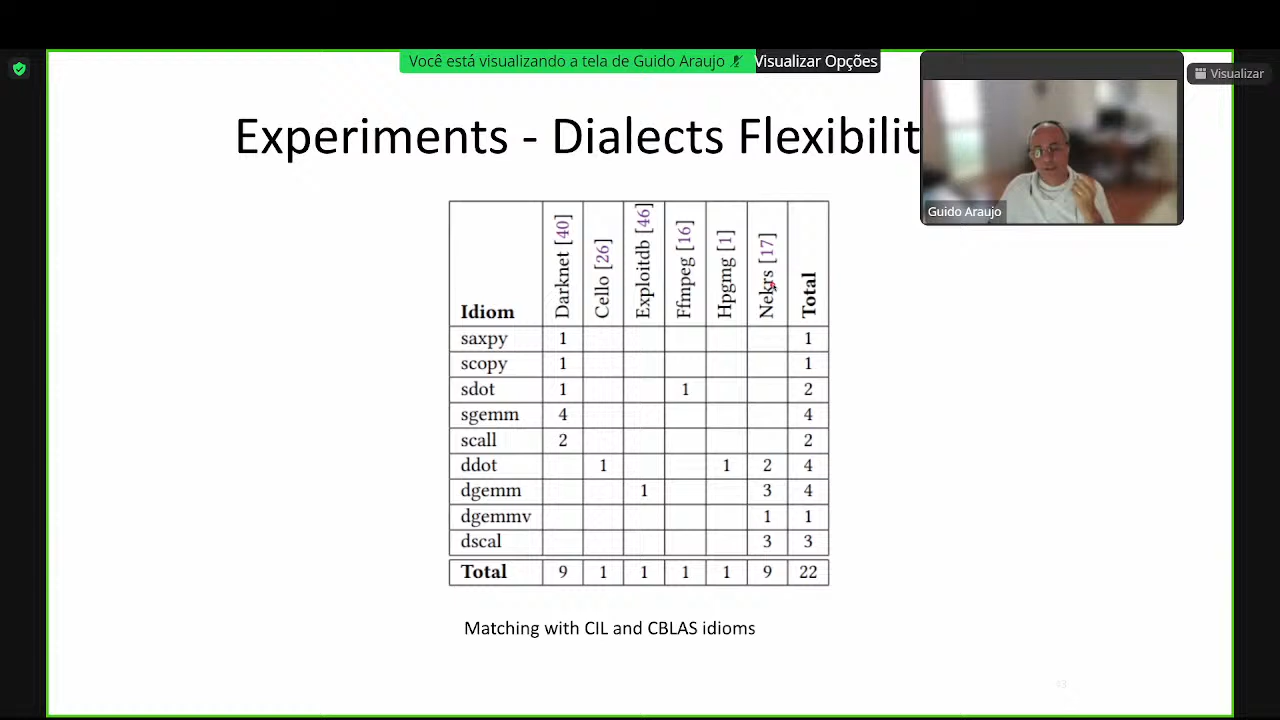 Você está visualizando a tela de Guido Araujo
Visualizar Opções
Visualizar
Experiments - Dialects Flexibilit
Guido Araujo
Idiom Darknet [40] Cello [26] Exploitdb [46] Ffmpeg [16] Hpgmg [1] Nekrs [17] Total
saxpy 1 1
scopy 1 1
sdot 1 1 2
sgemm 4 4
scall 2 2
ddot 1 1 2 4
dgemm 1 3 4
dgemmv 1 1
dscal 3 3
Total 9 1 1 1 1 9 22
Matching with CIL and CBLAS idioms